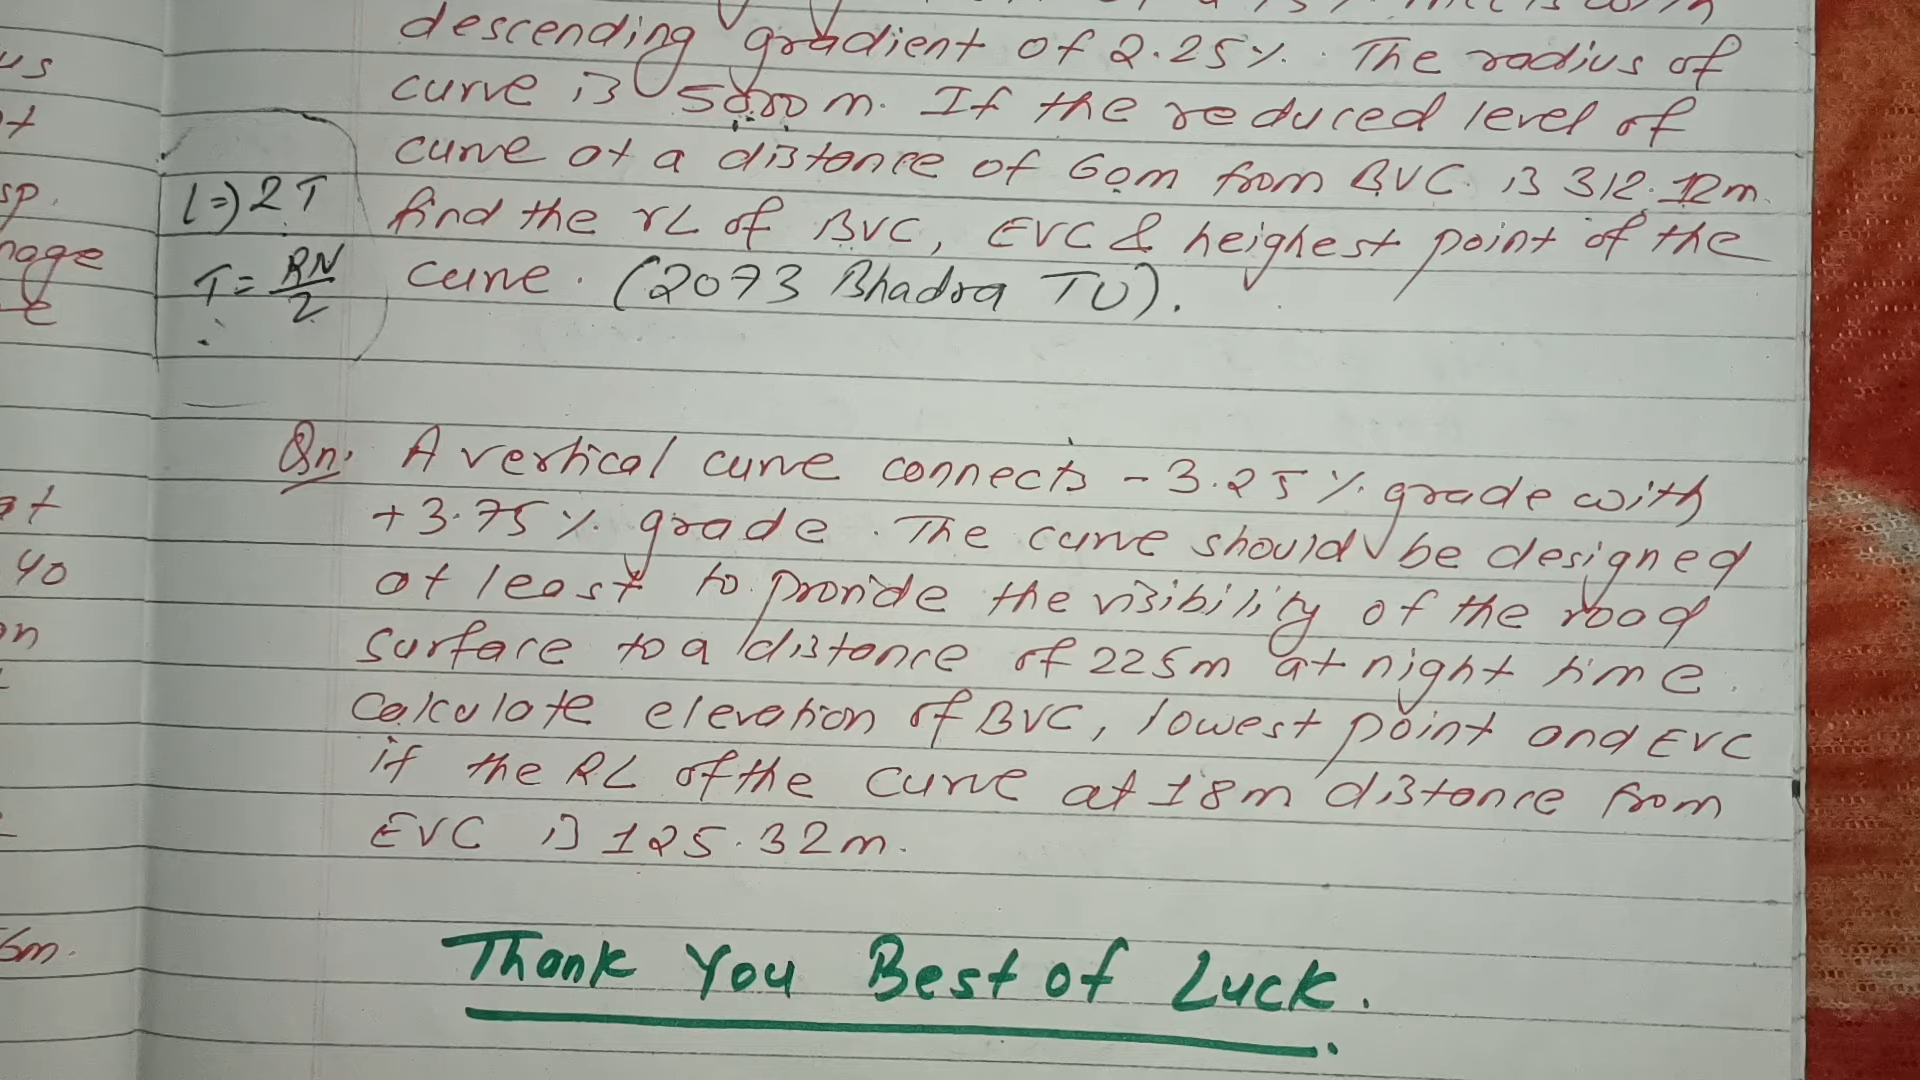 descending gradient of 2.25%. The radius of
curve is 5000 m. If the reduced level of
curve at a distance of 60m from BVC is 312.12m.
find the RL of BVC, EVC & heighest point of the
curve. (2073 Bhadra TU).
L=) 2T
T= RN/2
Qn. A vertical curve connects -3.25% grade with
+3.75% grade. The curve should be designed
at least to provide the visibility of the road
surface to a distance of 225m at night time.
Calculate elevation of BVC, lowest point and EVC
if the RL of the curve at 18m distance from
EVC is 125.32m.
Thank You Best of Luck.
us
sp.
40
6m.